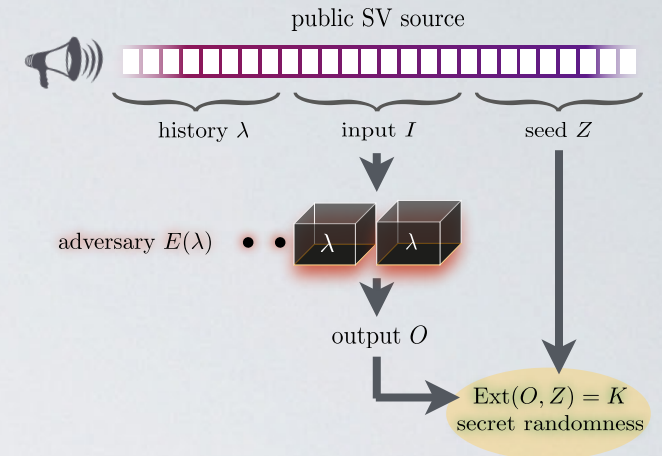 public SV source
history λ
input I
seed Z
adversary E(λ)
λ
λ
output O
Ext(O, Z) = K
secret randomness